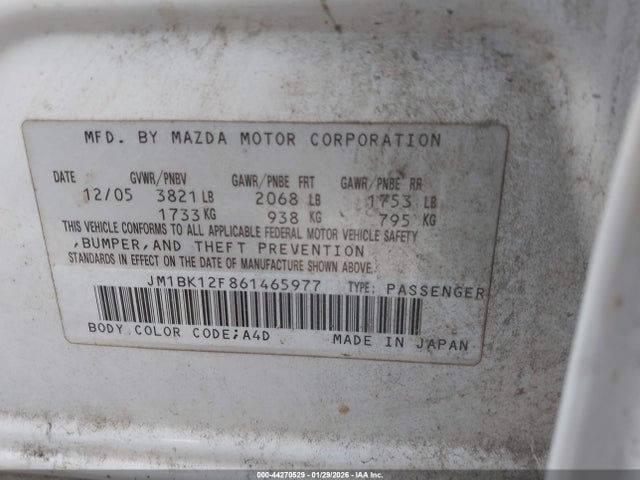 MFD. BY MAZDA MOTOR CORPORATION
DATE GVWR/PNBV GAWR/PNBE FRT GAWR/PNBE RR
12/05 3821 LB 2068 LB 1753 LB
1733 KG 938 KG 795 KG
THIS VEHICLE CONFORMS TO ALL APPLICABLE FEDERAL MOTOR VEHICLE SAFETY
,BUMPER,AND THEFT PREVENTION
STANDARDS IN EFFECT ON THE DATE OF MANUFACTURE SHOWN ABOVE.
JM1BK12F861465977 TYPE: PASSENGER
BODY COLOR CODE;A4D MADE IN JAPAN
000-44270529 - 01/29/2026 - IAAI.COM